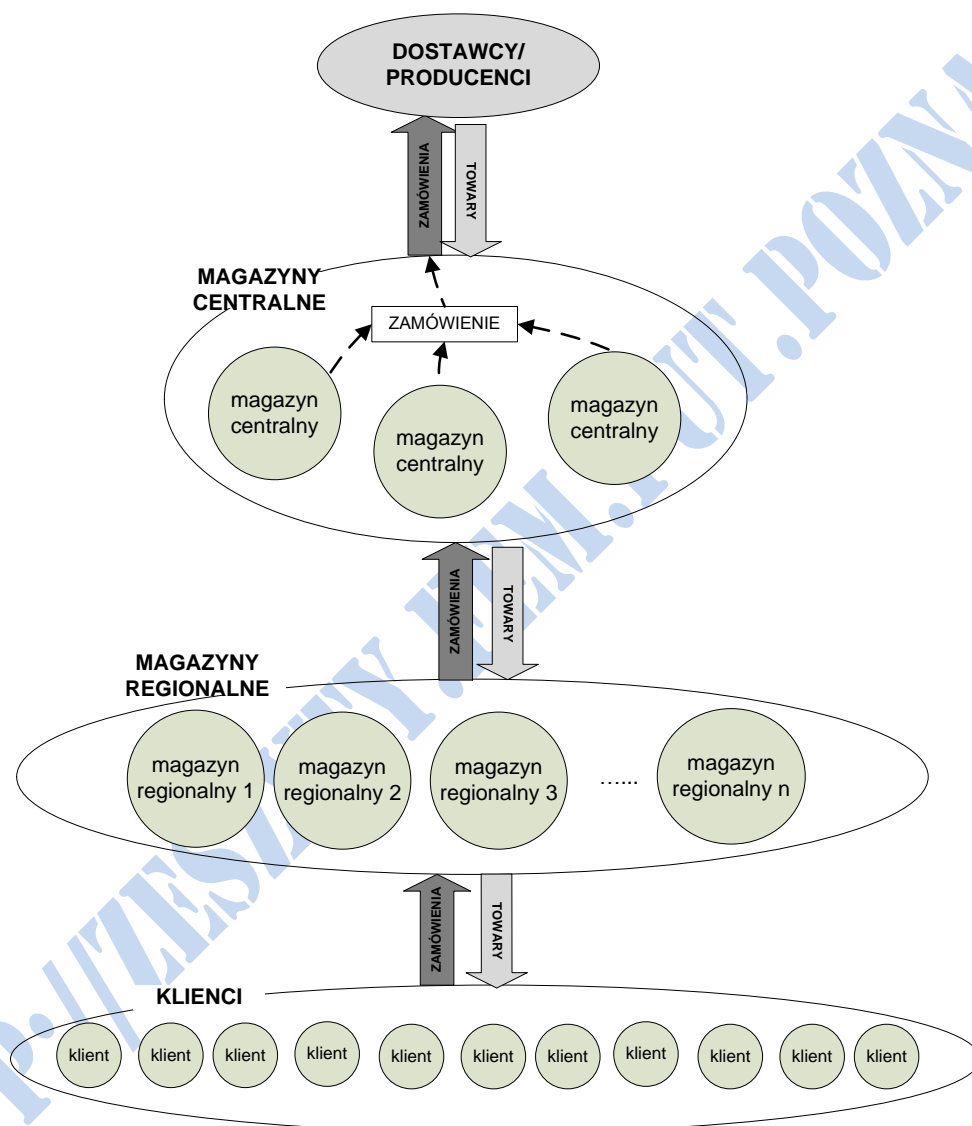 DOSTAWCY/
PRODUCENCI
ZAMÓWIENIA
TOWARY
MAGAZYNY
CENTRALNE
ZAMÓWIENIE
magazyn
centralny
magazyn
centralny
magazyn
centralny
ZAMÓWIENIA
TOWARY
MAGAZYNY
REGIONALNE
magazyn
regionalny 1
magazyn
regionalny 2
magazyn
regionalny 3
…...
magazyn
regionalny n
ZAMÓWIENIA
TOWARY
KLIENCI
klient
klient
klient
klient
klient
klient
klient
klient
klient
klient
klient